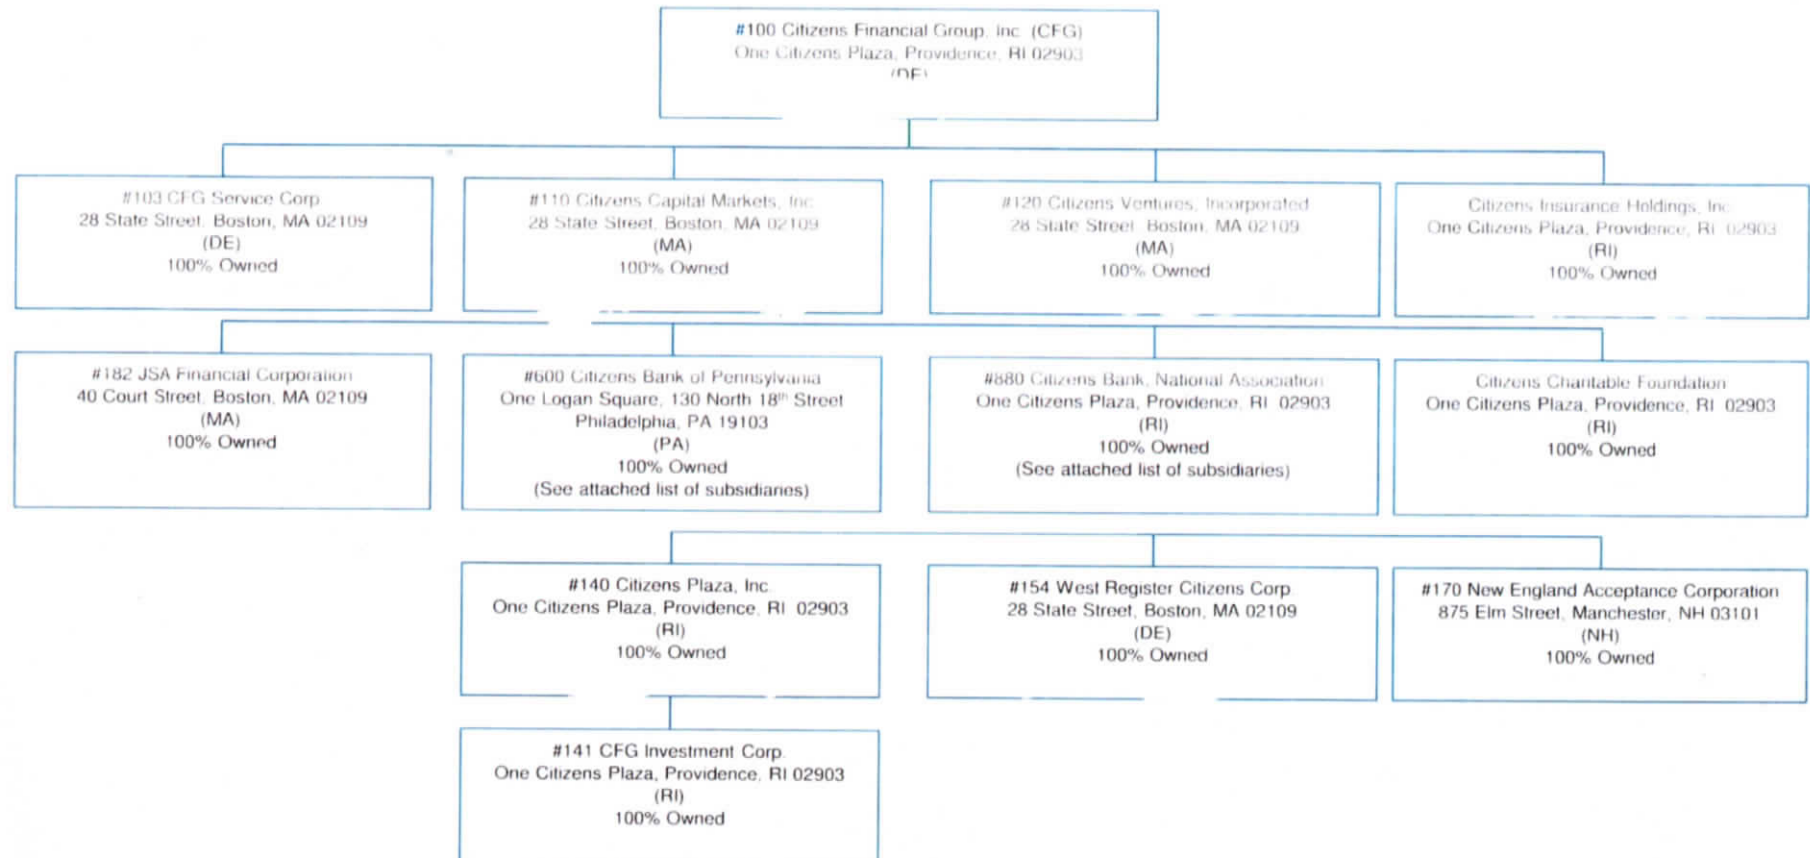 #100 Citizens Financial Group, Inc. (CFG)
One Citizens Plaza, Providence, RI 02903
(DE)
#103 CFG Service Corp
28 State Street, Boston, MA 02109
(DE)
100% Owned
#110 Citizens Capital Markets, Inc
28 State Street, Boston, MA 02109
(MA)
100% Owned
#120 Citizens Ventures, Incorporated
28 State Street, Boston, MA 02109
(MA)
100% Owned
Citizens Insurance Holdings, Inc
One Citizens Plaza, Providence, RI 02903
(RI)
100% Owned
#182 JSA Financial Corporation
40 Court Street, Boston, MA 02109
(MA)
100% Owned
#600 Citizens Bank of Pennsylvania
One Logan Square, 130 North 18th Street
Philadelphia, PA 19103
(PA)
100% Owned
(See attached list of subsidiaries)
#880 Citizens Bank, National Association
One Citizens Plaza, Providence, RI 02903
(RI)
100% Owned
(See attached list of subsidiaries)
Citizens Charitable Foundation
One Citizens Plaza, Providence, RI 02903
(RI)
100% Owned
#140 Citizens Plaza, Inc.
One Citizens Plaza, Providence, RI 02903
(RI)
100% Owned
#154 West Register Citizens Corp
28 State Street, Boston, MA 02109
(DE)
100% Owned
#170 New England Acceptance Corporation
875 Elm Street, Manchester, NH 03101
(NH)
100% Owned
#141 CFG Investment Corp.
One Citizens Plaza, Providence, RI 02903
(RI)
100% Owned